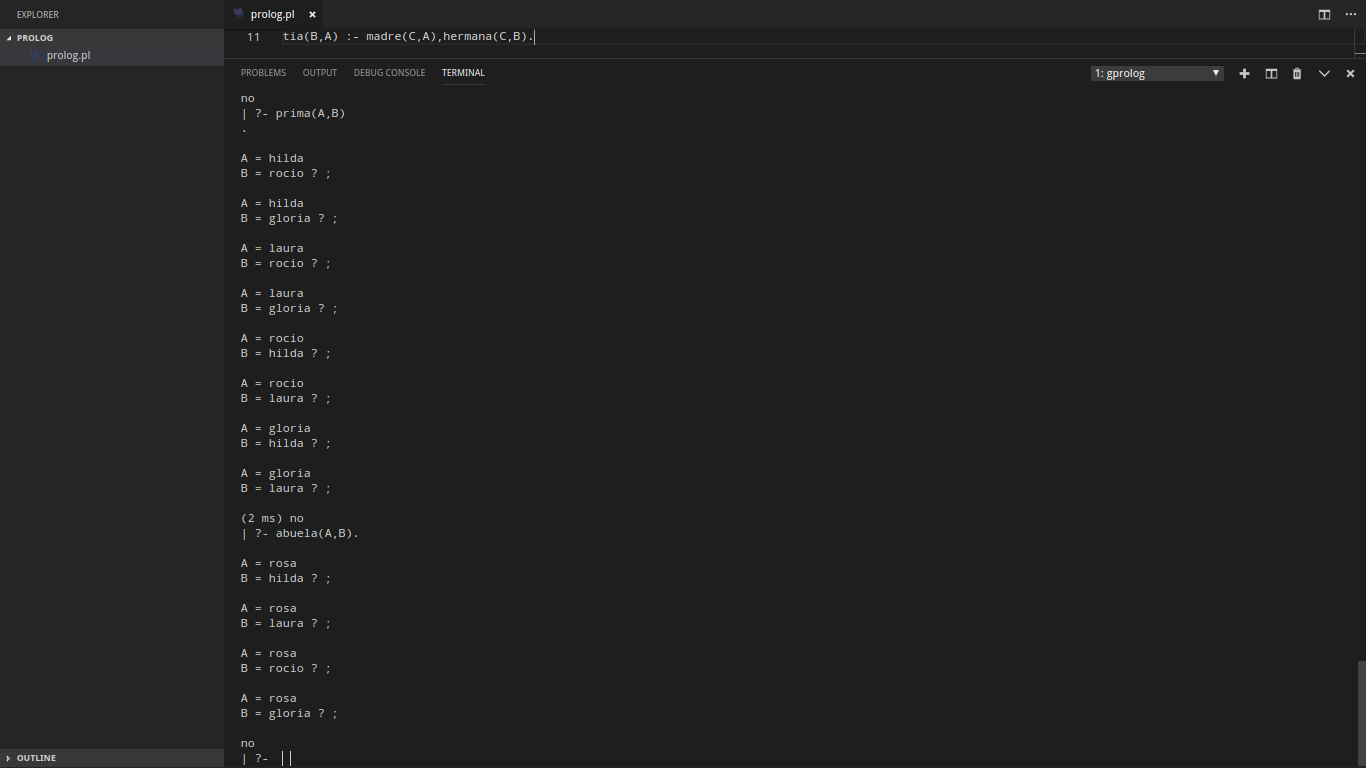 EXPLORER
prolog.pl ×
PROLOG
prolog.pl
11 tia(B,A) :- madre(C,A),hermana(C,B).
PROBLEMS OUTPUT DEBUG CONSOLE TERMINAL 1: gprolog
no
| ?- prima(A,B)
.
A = hilda
B = rocio ? ;
A = hilda
B = gloria ? ;
A = laura
B = rocio ? ;
A = laura
B = gloria ? ;
A = rocio
B = hilda ? ;
A = rocio
B = laura ? ;
A = gloria
B = hilda ? ;
A = gloria
B = laura ? ;
(2 ms) no
| ?- abuela(A,B).
A = rosa
B = hilda ? ;
A = rosa
B = laura ? ;
A = rosa
B = rocio ? ;
A = rosa
B = gloria ? ;
no
| ?-
OUTLINE